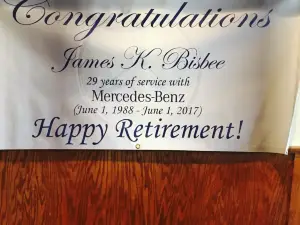 Congratulations
James K. Bisbee
29 years of service with
Mercedes-Benz
(June 1, 1988 - June 1, 2017)
Happy Retirement!